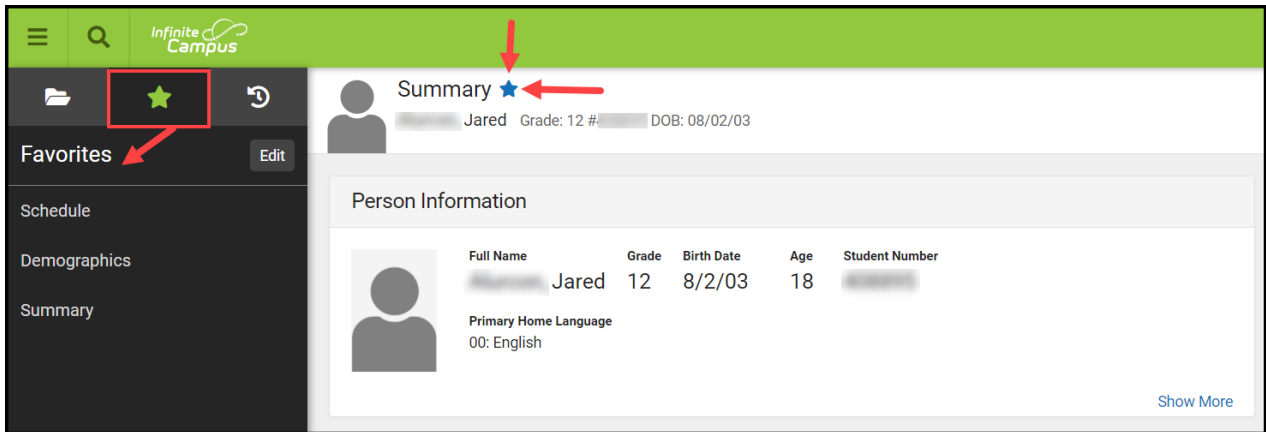 Infinite
Campus
Summary
Jared Grade: 12 # DOB: 08/02/03
Favorites
Edit
Schedule
Demographics
Summary
Person Information
Full Name Grade Birth Date Age Student Number
Jared 12 8/2/03 18
Primary Home Language
00: English
Show More